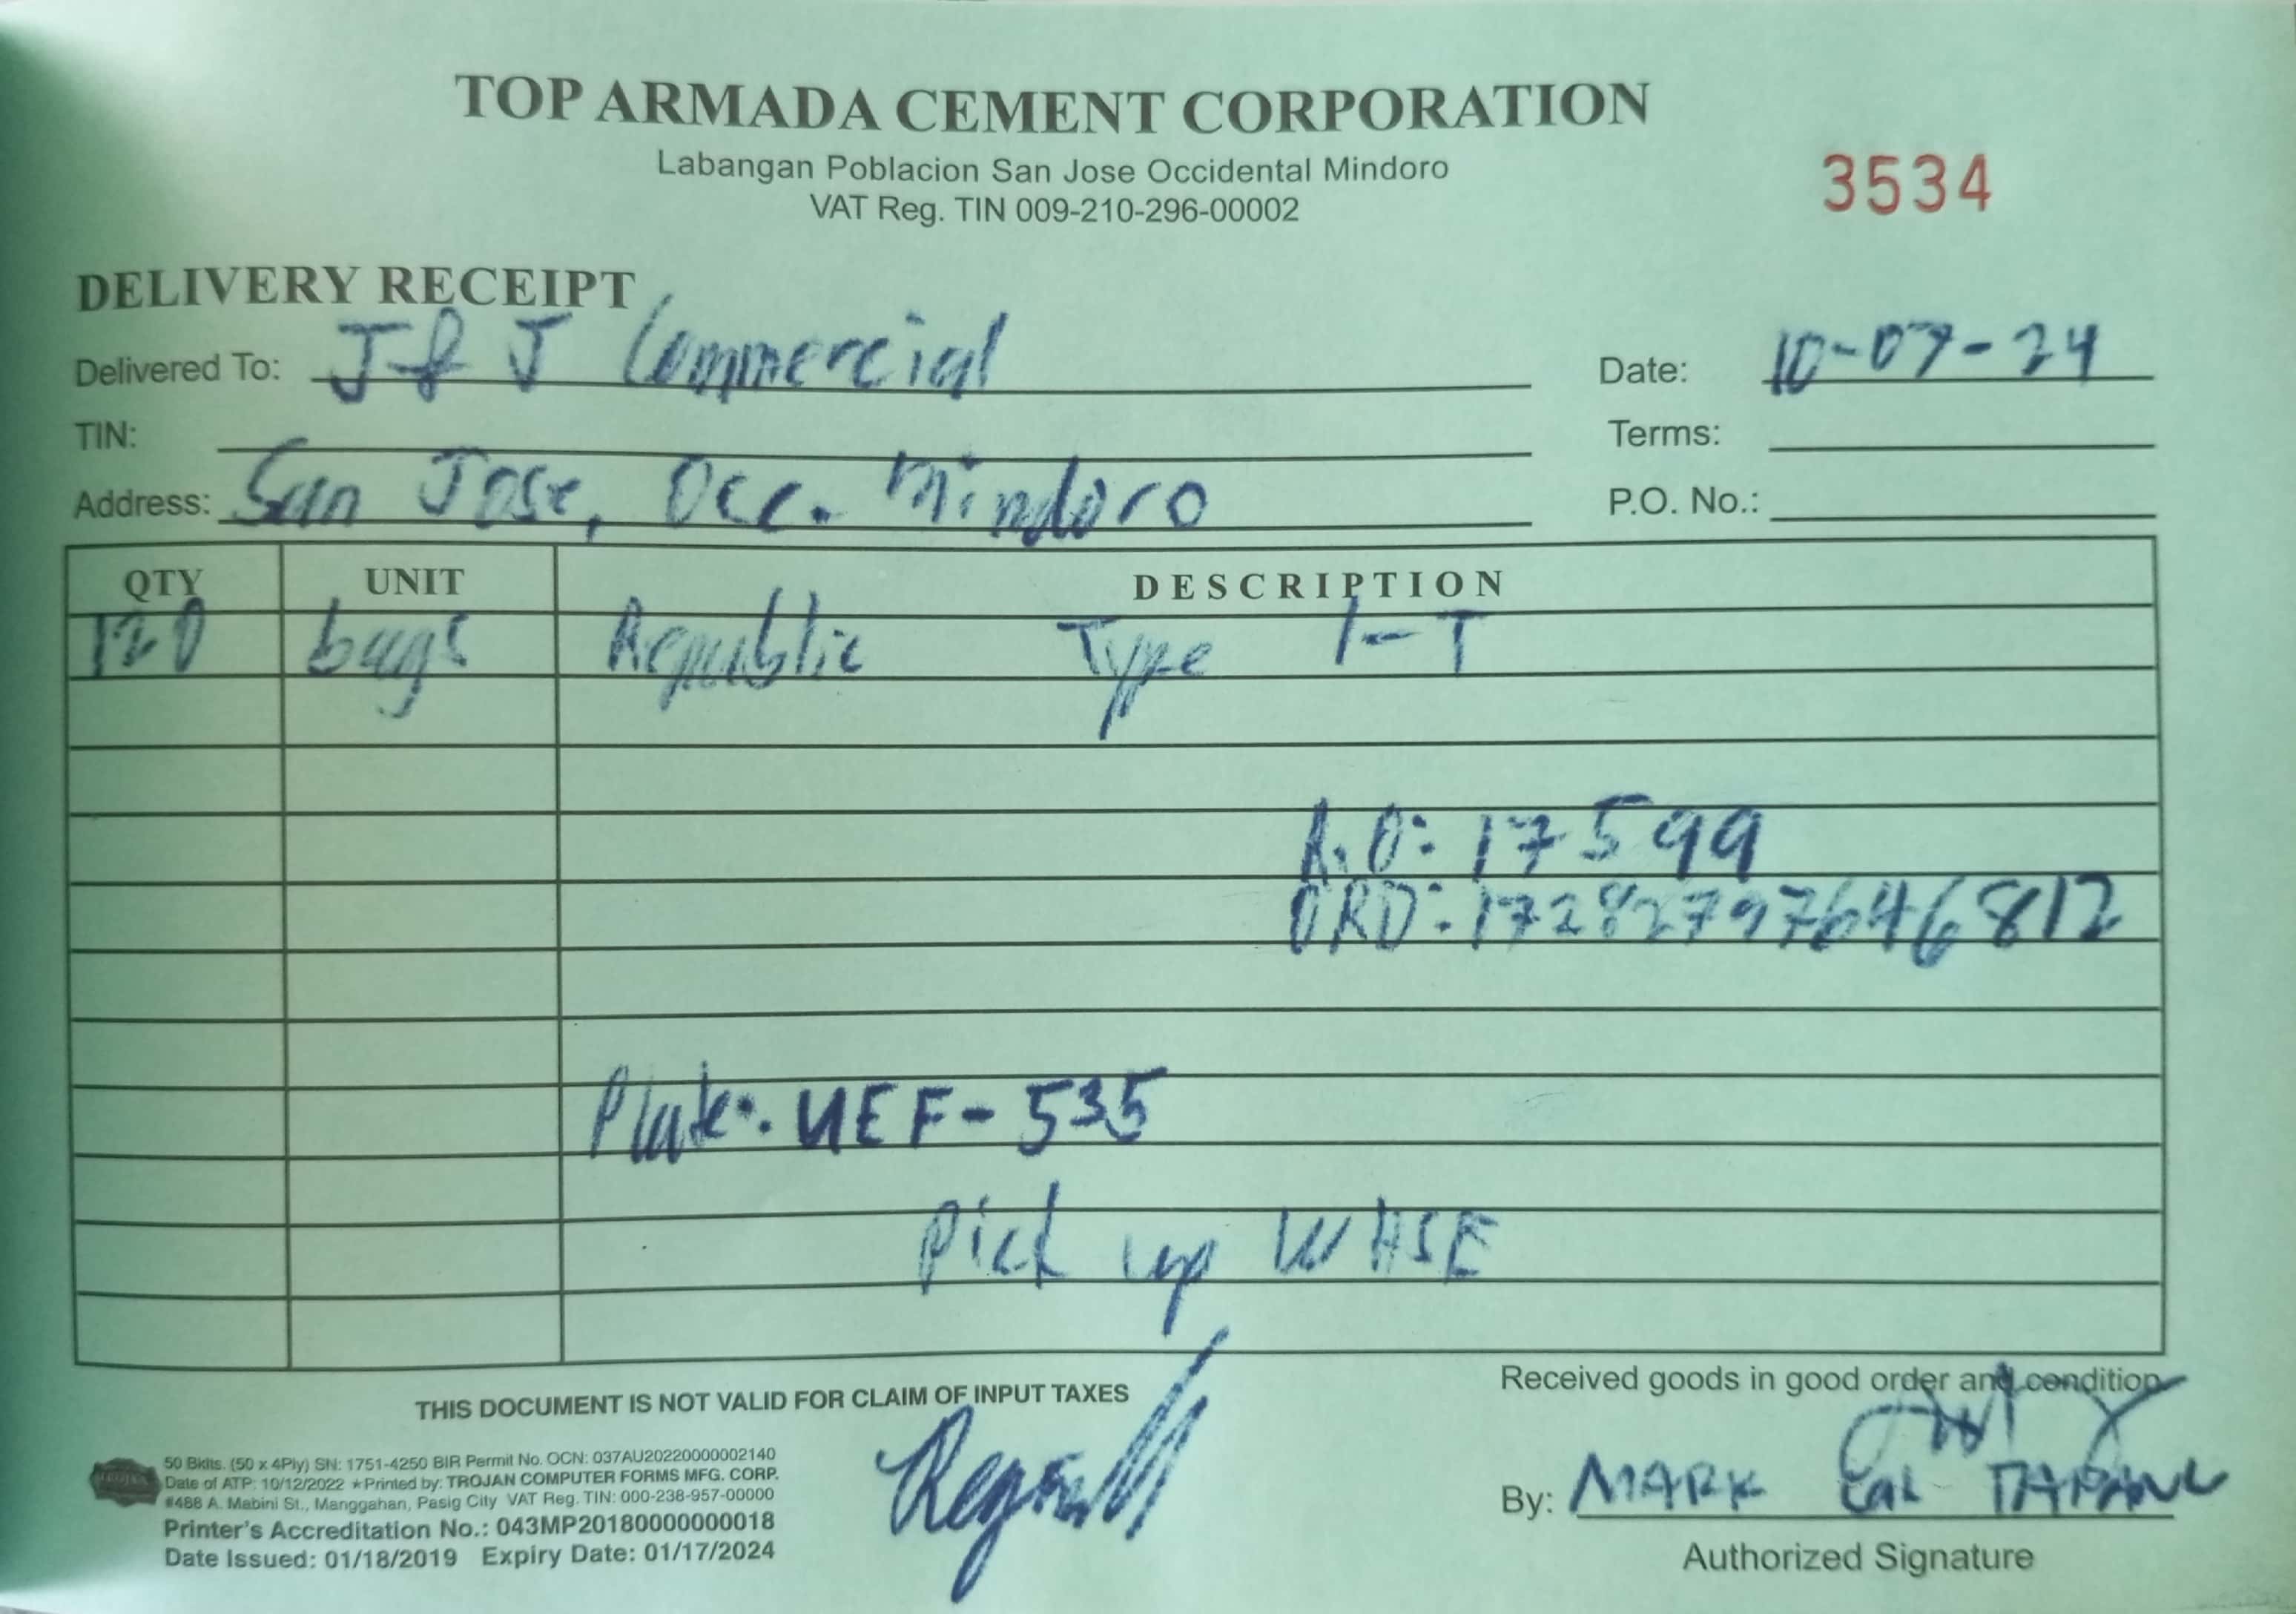 TOP ARMADA CEMENT CORPORATION
Labangan Poblacion San Jose Occidental Mindoro
VAT Reg. TIN 009-210-296-00002
3534
DELIVERY RECEIPT
Delivered To: J & J Commercial
Date: 10-07-24
TIN:
Terms:
Address: San Jose, Occ. Mindoro
P.O. No.:
QTY UNIT DESCRIPTION
120 bags Republic Type 1-T
A.O: 17599
ORD: 17282797646812
Plate: UEF-535
Pick up WHSE
THIS DOCUMENT IS NOT VALID FOR CLAIM OF INPUT TAXES
Received goods in good order and condition
50 Bklts. (50 x 4Ply) SN: 1751-4250 BIR Permit No. OCN: 037AU20220000002140
Date of ATP: 10/12/2022 ★Printed by: TROJAN COMPUTER FORMS MFG. CORP.
#488 A. Mabini St., Manggahan, Pasig City VAT Reg. TIN: 000-238-957-00000
Printer's Accreditation No.: 043MP20180000000018
Date Issued: 01/18/2019 Expiry Date: 01/17/2024
By: MARK
Authorized Signature